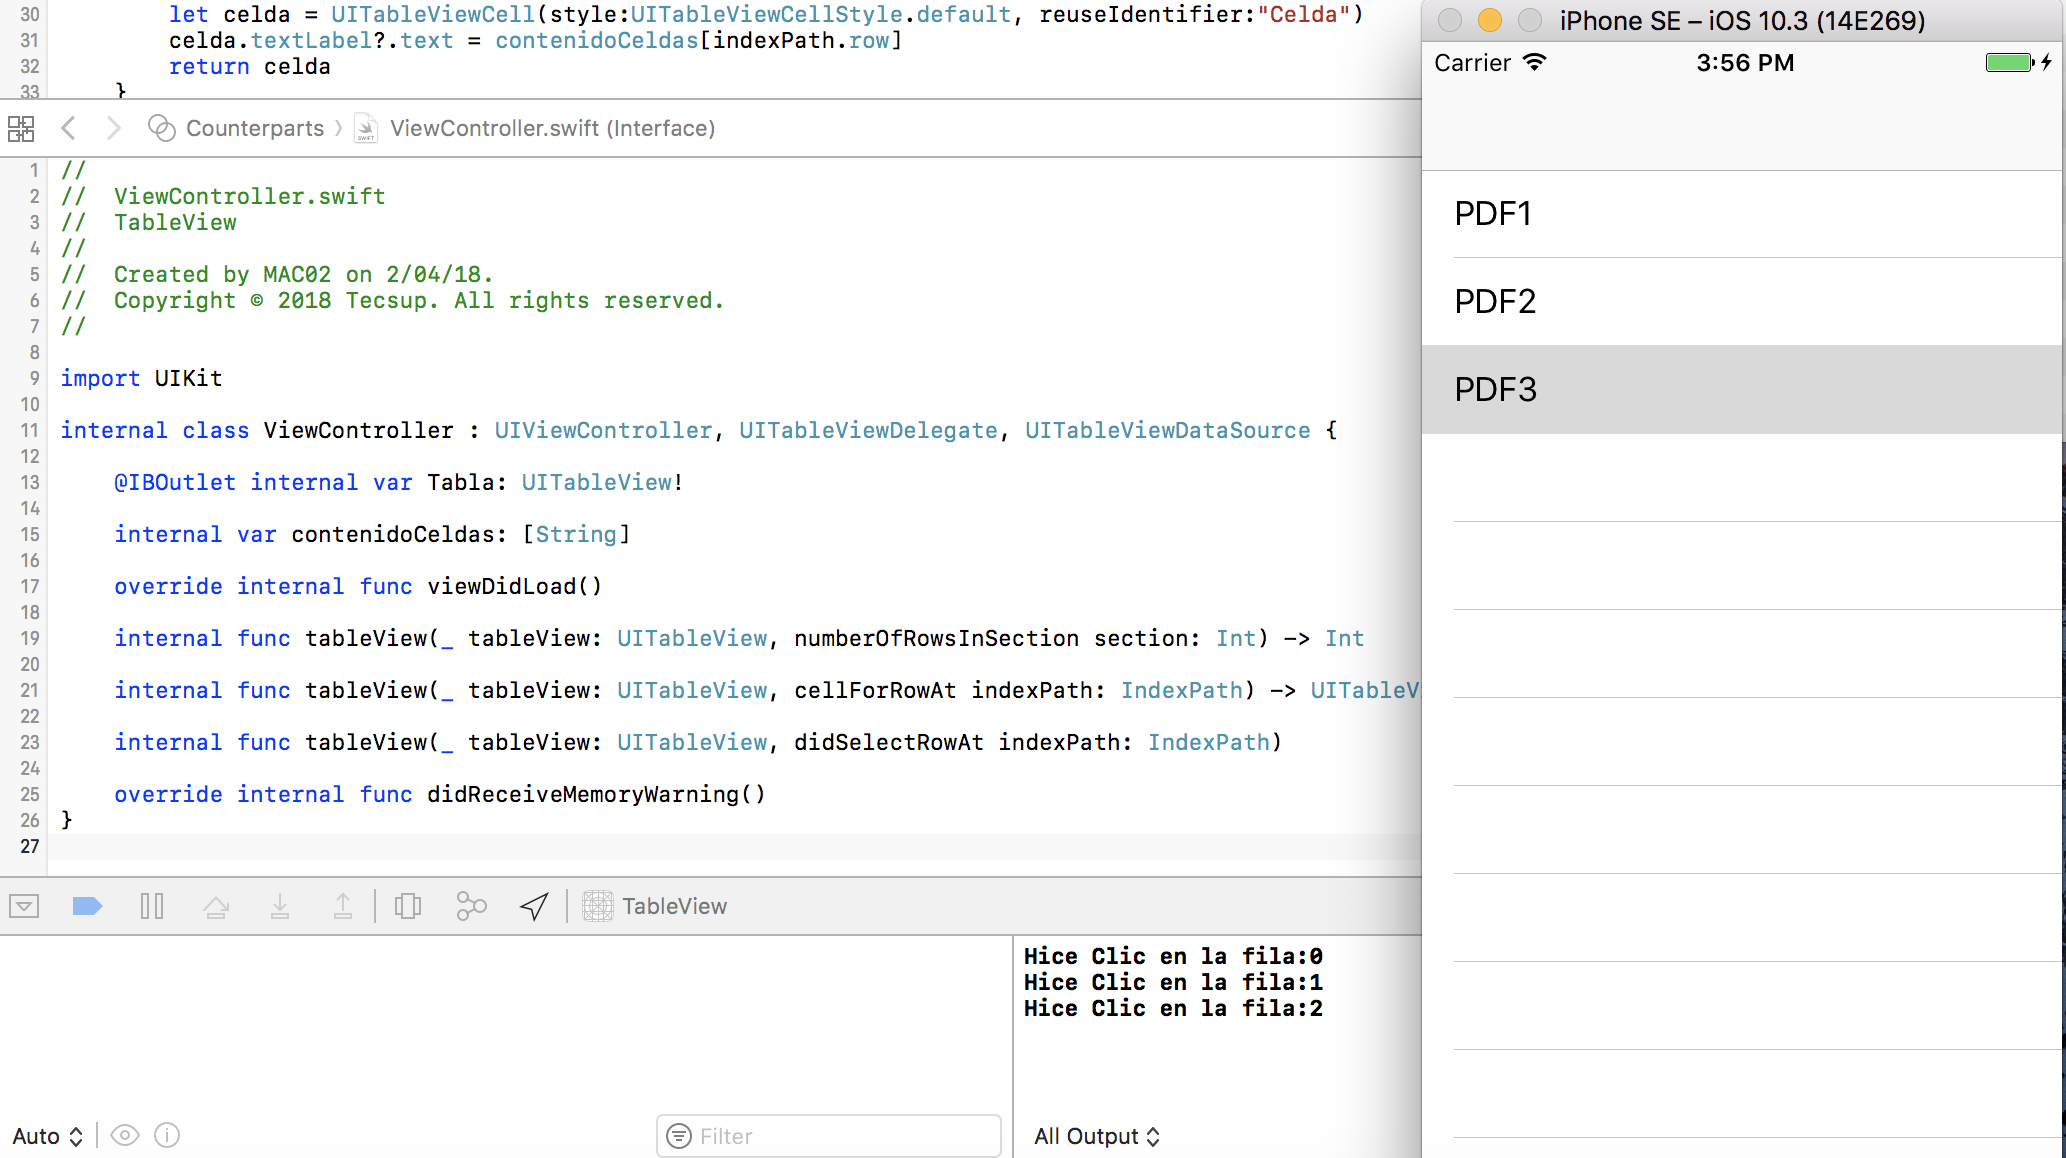 30 let celda = UITableViewCell(style:UITableViewCellStyle.default, reuseIdentifier:"Celda")
31 celda.textLabel?.text = contenidoCeldas[indexPath.row]
32 return celda
33 }
Counterparts 〉 ViewController.swift (Interface)
1 //
2 //  ViewController.swift
3 //  TableView
4 //
5 //  Created by MAC02 on 2/04/18.
6 //  Copyright © 2018 Tecsup. All rights reserved.
7 //
8
9 import UIKit
10
11 internal class ViewController : UIViewController, UITableViewDelegate, UITableViewDataSource {
12
13 @IBOutlet internal var Tabla: UITableView!
14
15 internal var contenidoCeldas: [String]
16
17 override internal func viewDidLoad()
18
19 internal func tableView(_ tableView: UITableView, numberOfRowsInSection section: Int) -> Int
20
21 internal func tableView(_ tableView: UITableView, cellForRowAt indexPath: IndexPath) -> UITableV
22
23 internal func tableView(_ tableView: UITableView, didSelectRowAt indexPath: IndexPath)
24
25 override internal func didReceiveMemoryWarning()
26 }
27
TableView
Hice Clic en la fila:0
Hice Clic en la fila:1
Hice Clic en la fila:2
Auto
Filter
All Output
iPhone SE – iOS 10.3 (14E269)
Carrier 3:56 PM
PDF1
PDF2
PDF3